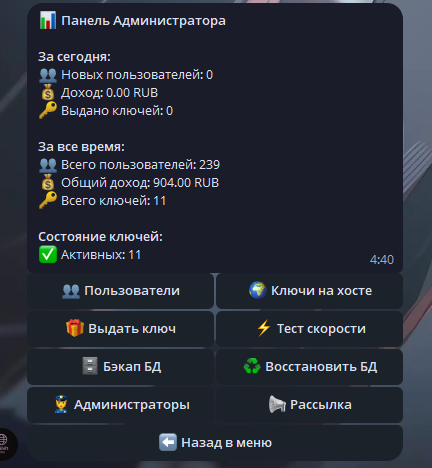 Панель Администратора
За сегодня:
Новых пользователей: 0
Доход: 0.00 RUB
Выдано ключей: 0
За все время:
Всего пользователей: 239
Общий доход: 904.00 RUB
Всего ключей: 11
Состояние ключей:
Активных: 11
4:40
Пользователи
Ключи на хосте
Выдать ключ
Тест скорости
Бэкап БД
Восстановить БД
Администраторы
Рассылка
Назад в меню